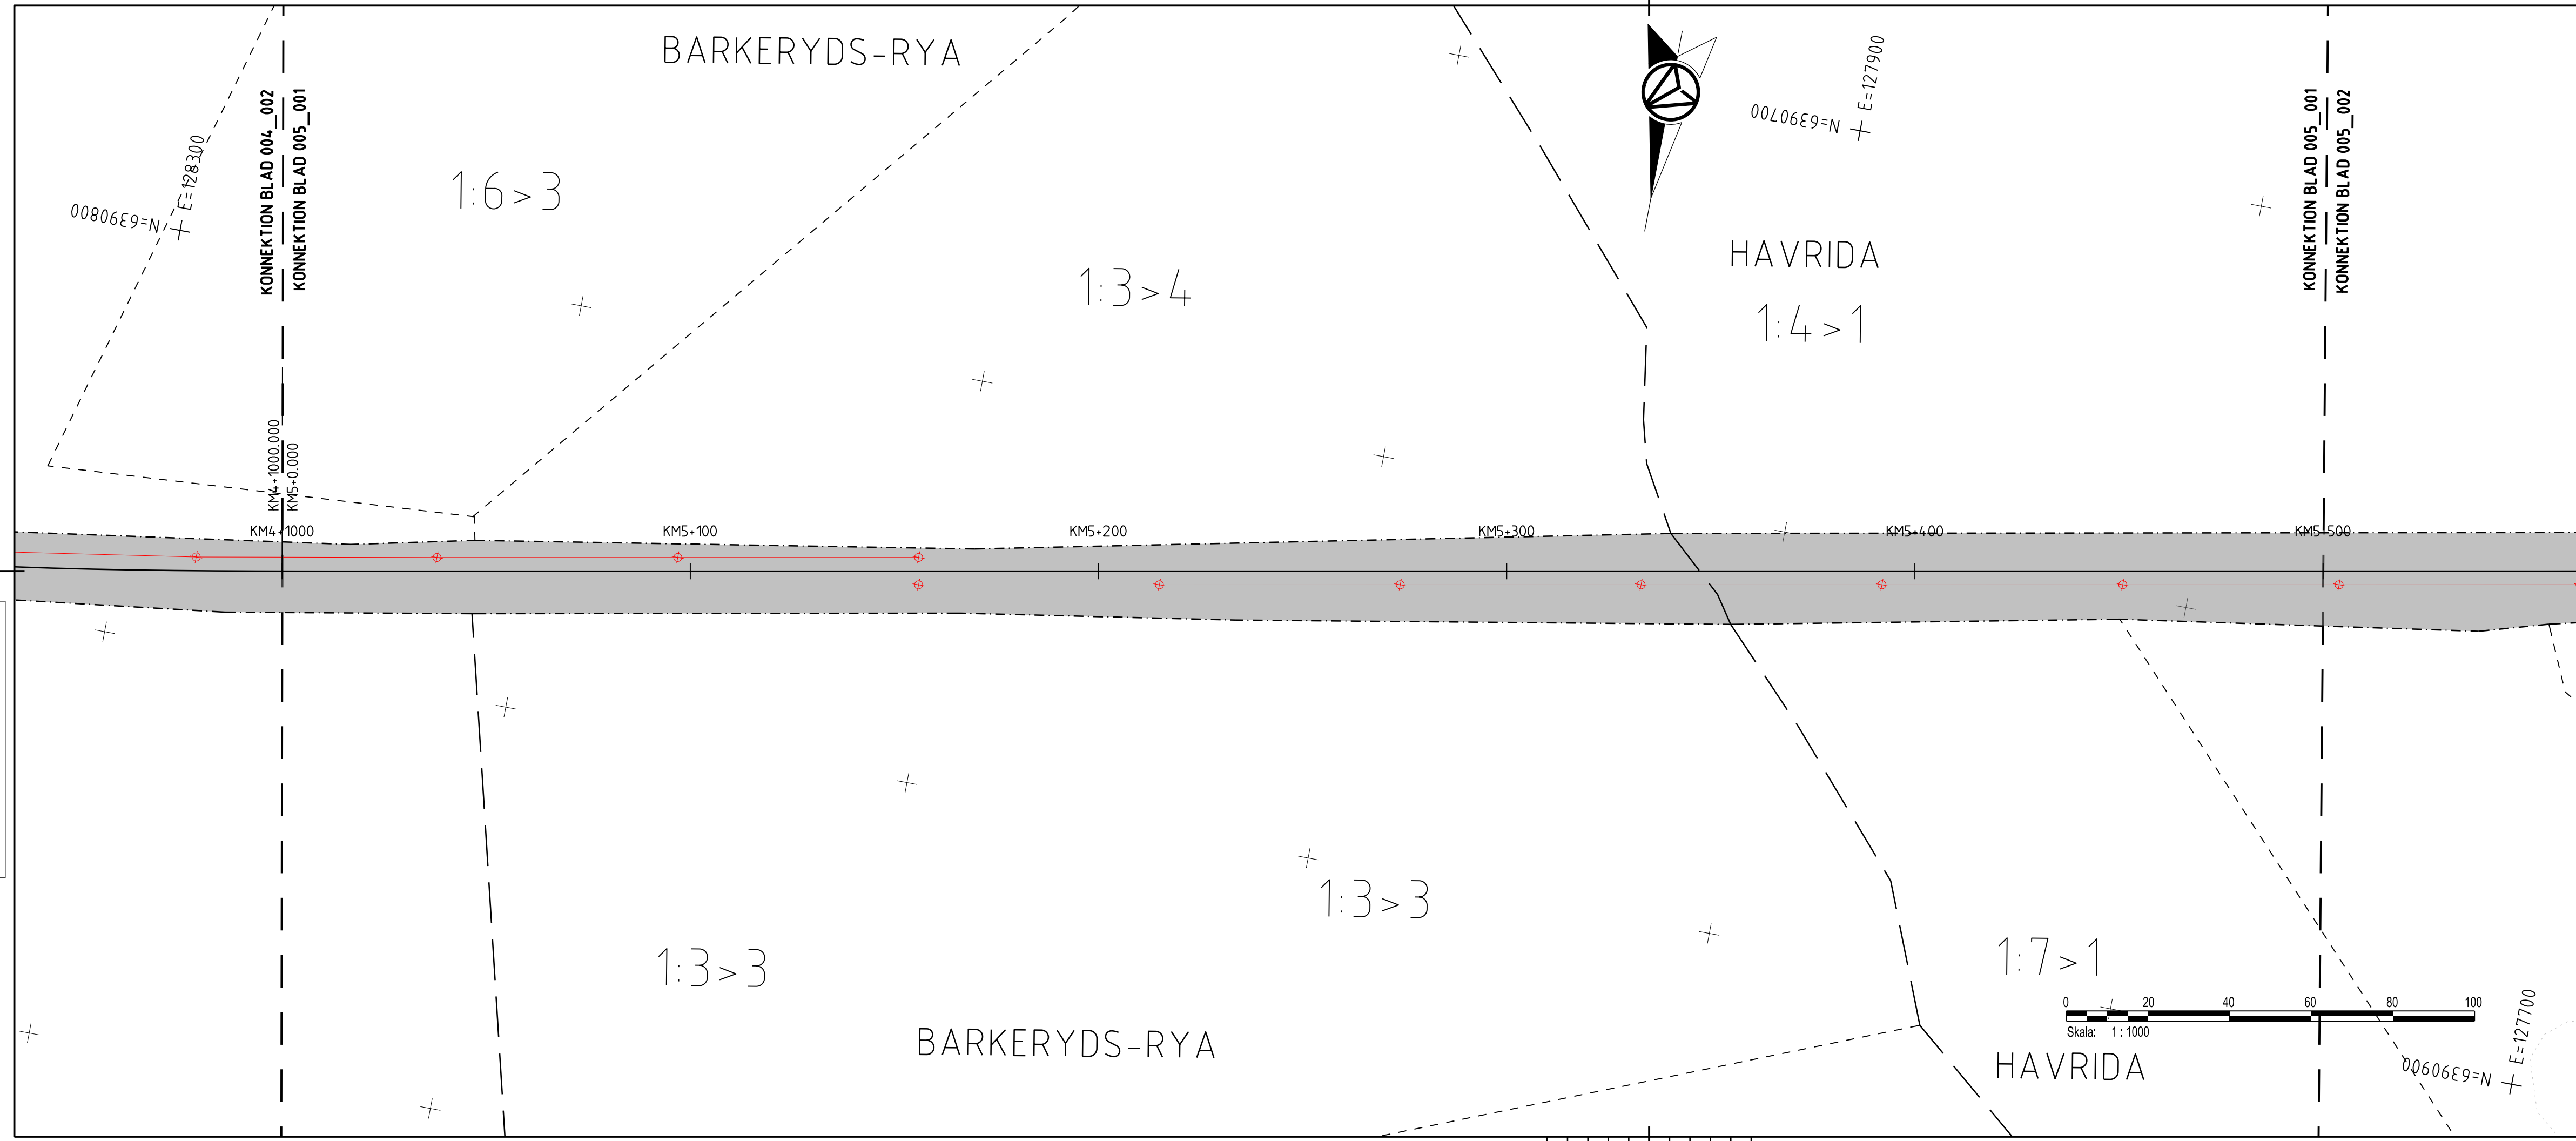 BARKERYDS-RYA
KONNEKTION BLAD 004_002
KONNEKTION BLAD 005_001
E=128300
N=6390800
1:6>3
1:3>4
E=127900
N=6390700
HAVRIDA
1:4>1
KONNEKTION BLAD 005_001
KONNEKTION BLAD 005_002
KM4+1000.000
KM5+0.000
KM4+1000
KM5+100
KM5+200
KM5+300
KM5+400
KM5+500
1:3>3
1:3>3
BARKERYDS-RYA
1:7>1
0 20 40 60 80 100
Skala: 1 : 1000
HAVRIDA
E=127700
N=6390900